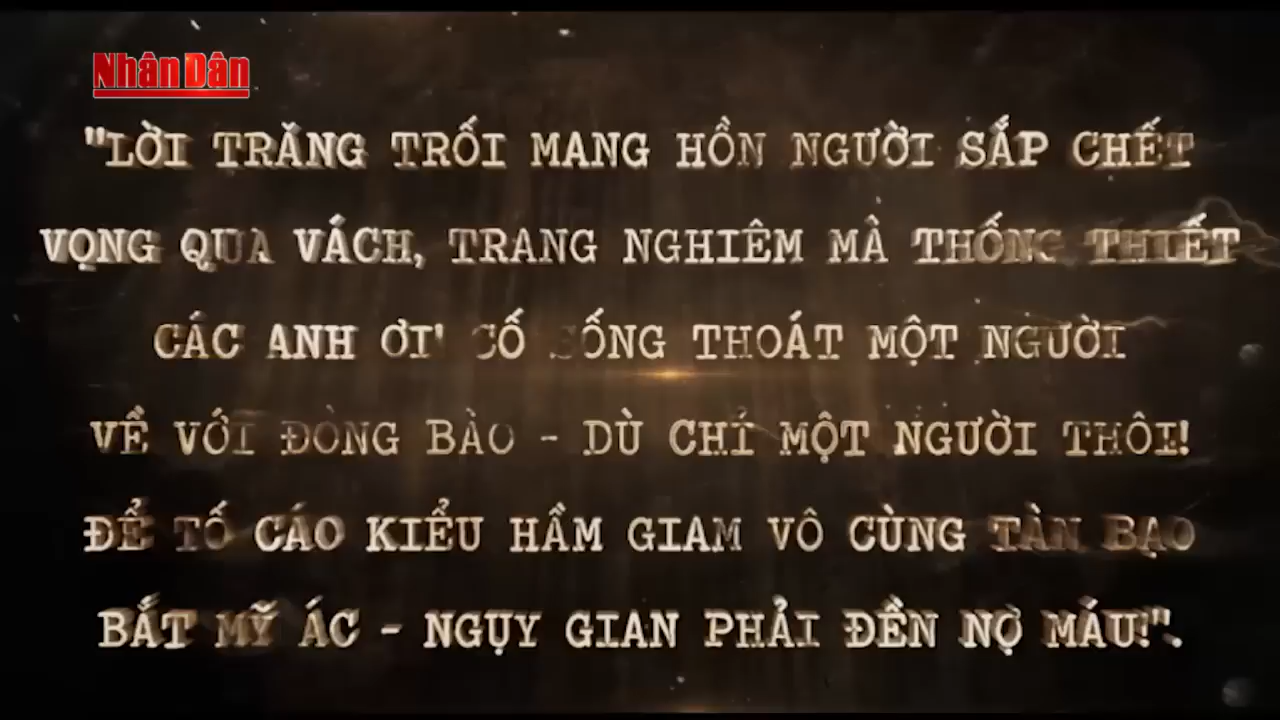 Nhân Dân
"LỜI TRĂNG TRỐI MANG HỒN NGƯỜI SẮP CHẾT
VỌNG QUA VÁCH, TRANG NGHIÊM MÀ THỐNG THIẾT
CÁC ANH ƠI! CỐ SỐNG THOÁT MỘT NGƯỜI
VỀ VỚI ĐỒNG BÀO - DÙ CHỈ MỘT NGƯỜI THÔI!
ĐỂ TỐ CÁO KIỂU HẦM GIAM VÔ CÙNG TÀN BẠO
BẮT MỸ ÁC - NGỤY GIAN PHẢI ĐỀN NỢ MÁU!".